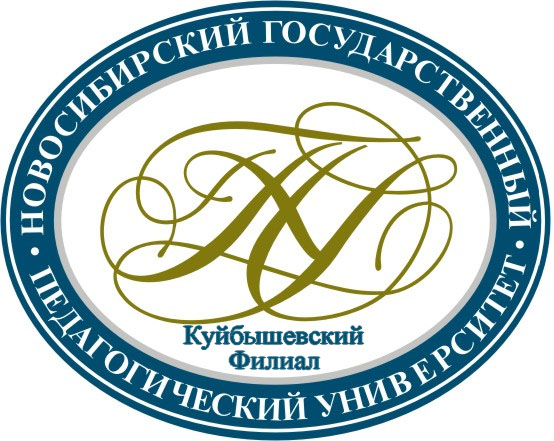 НОВОСИБИРСКИЙ ГОСУДАРСТВЕННЫЙ
ПЕДАГОГИЧЕСКИЙ УНИВЕРСИТЕТ
Куйбышевский
Филиал